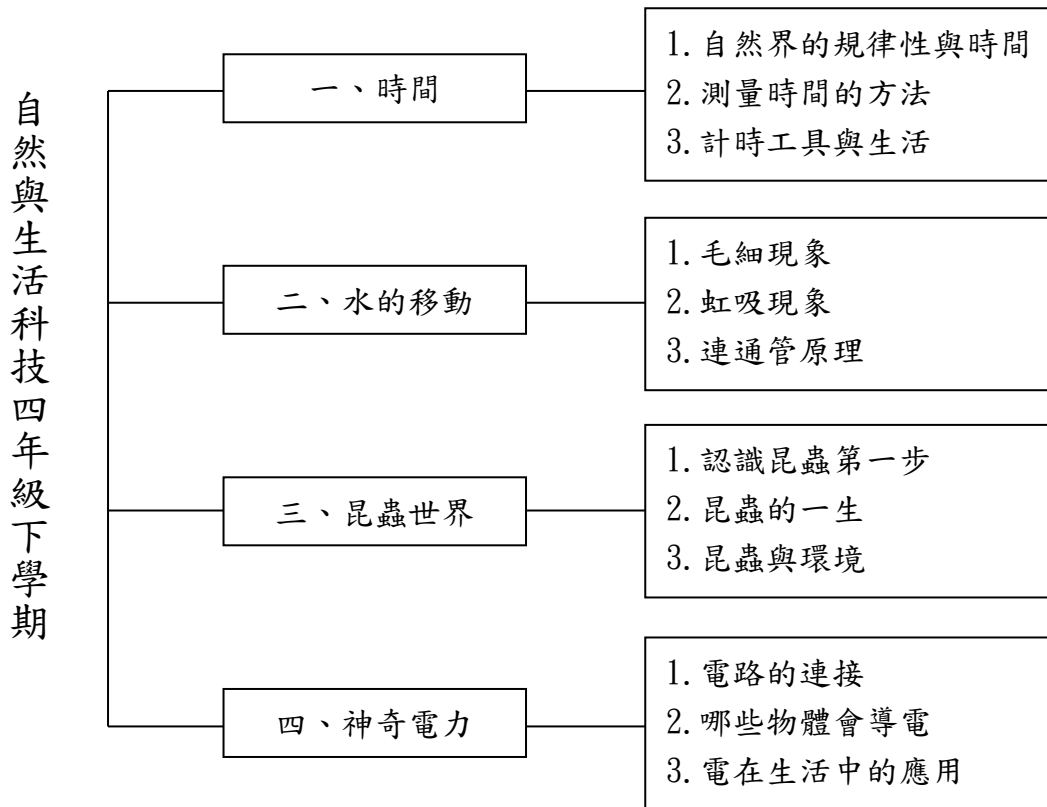 自然與生活科技四年級下學期
一、時間
1.自然界的規律性與時間
2.測量時間的方法
3.計時工具與生活
二、水的移動
1.毛細現象
2.虹吸現象
3.連通管原理
三、昆蟲世界
1.認識昆蟲第一步
2.昆蟲的一生
3.昆蟲與環境
四、神奇電力
1.電路的連接
2.哪些物體會導電
3.電在生活中的應用